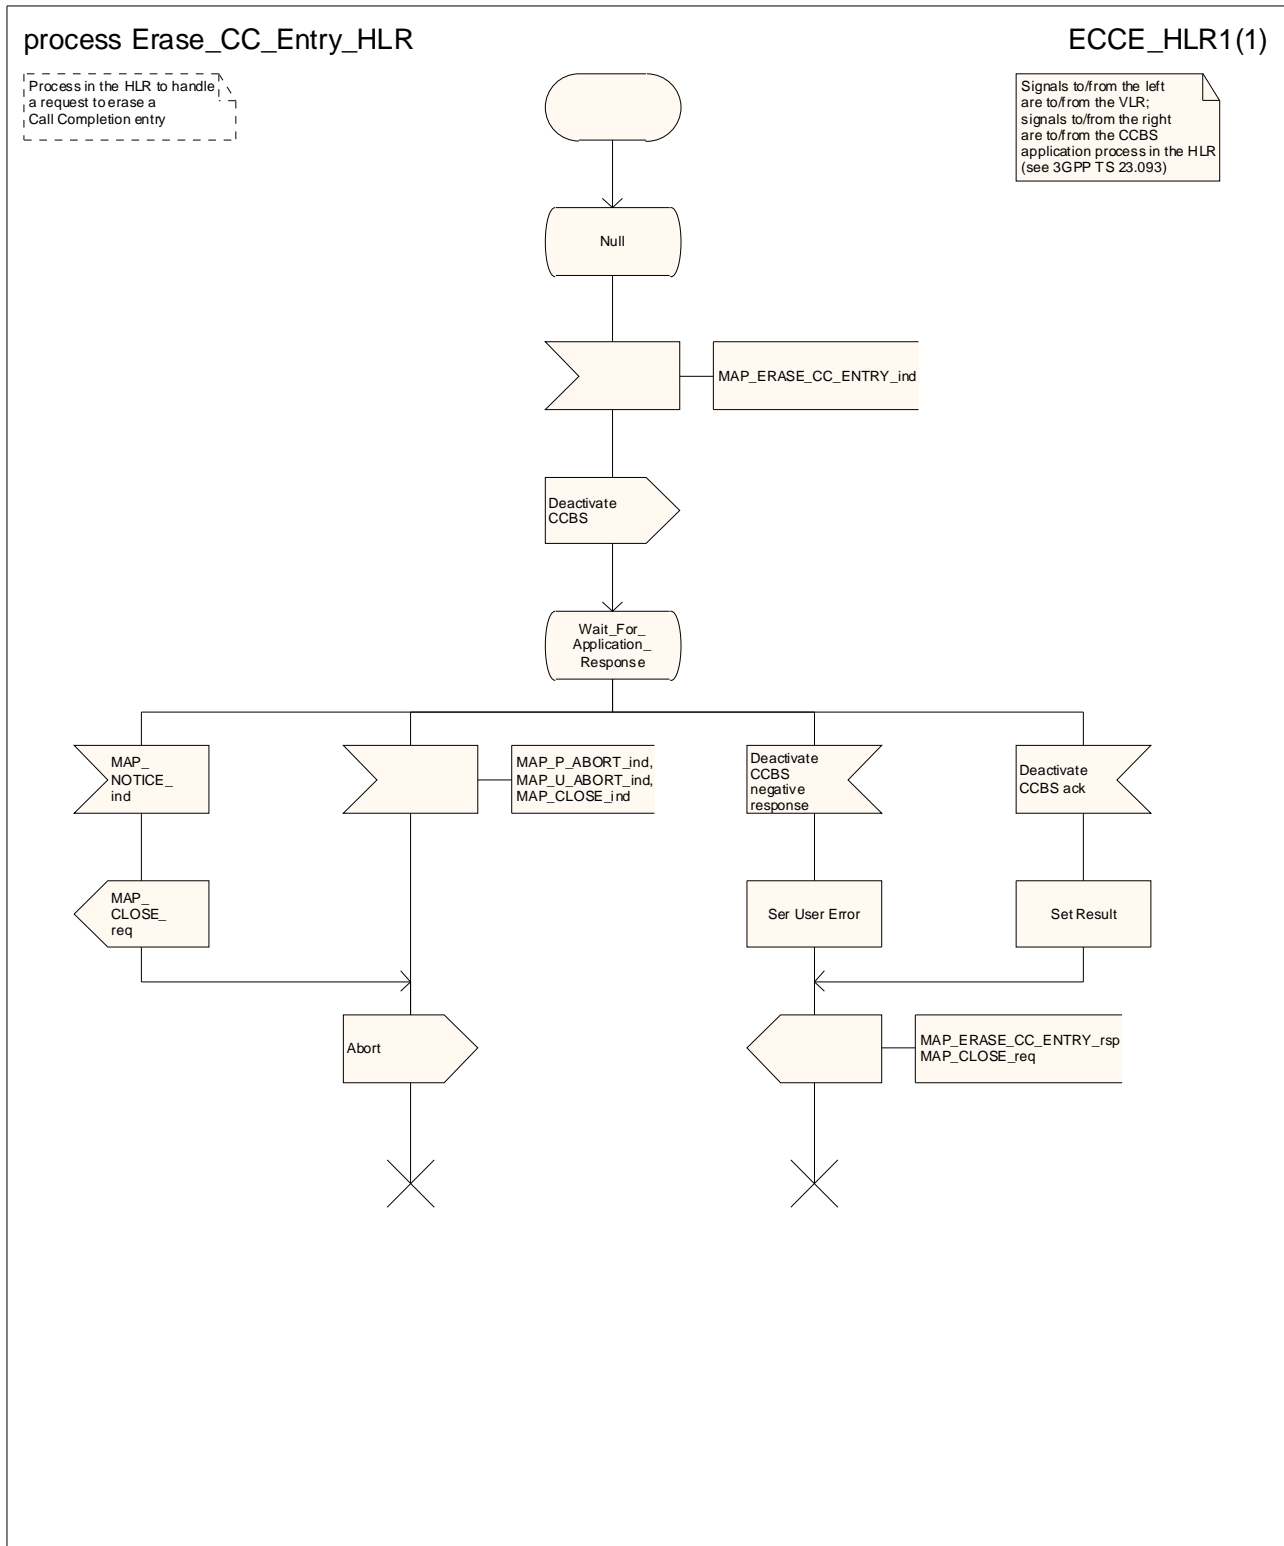 process Erase_CC_Entry_HLR
ECCE_HLR1(1)
Process in the HLR to handle
a request to erase a
Call Completion entry
Signals to/from the left
are to/from the VLR;
signals to/from the right
are to/from the CCBS
application process in the HLR
(see 3GPP TS 23.093)
Null
MAP_ERASE_CC_ENTRY_ind
Deactivate
CCBS
Wait_For_
Application_
Response
MAP_
NOTICE_
ind
MAP_P_ABORT_ind,
MAP_U_ABORT_ind,
MAP_CLOSE_ind
Deactivate
CCBS
negative
response
Deactivate
CCBS ack
MAP_
CLOSE_
req
Ser User Error
Set Result
Abort
MAP_ERASE_CC_ENTRY_rsp
MAP_CLOSE_req